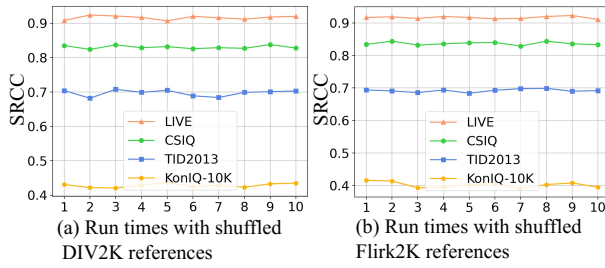 0.9
0.8
0.7
0.6
0.5
0.4
SRCC
LIVE
CSIQ
TID2013
KonIQ-10K
1 2 3 4 5 6 7 8 9 10
(a) Run times with shuffled
DIV2K references
0.9
0.8
0.7
0.6
0.5
0.4
SRCC
LIVE
CSIQ
TID2013
KonIQ-10K
1 2 3 4 5 6 7 8 9 10
(b) Run times with shuffled
Flirk2K references